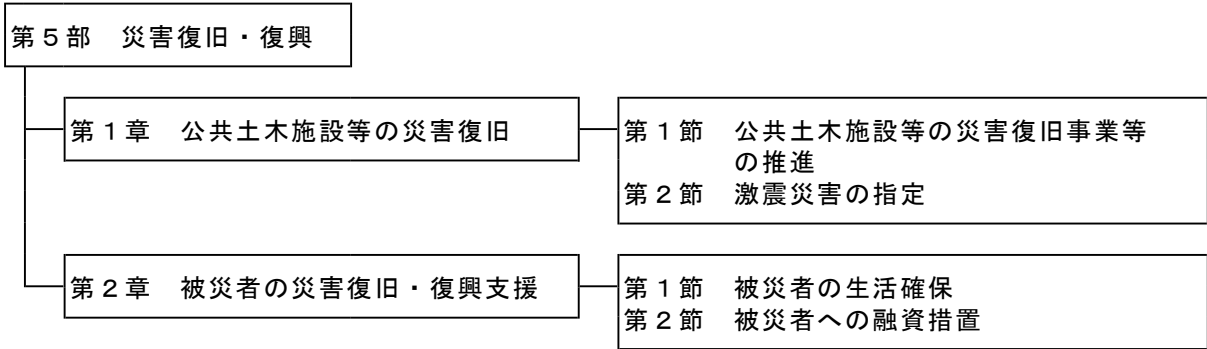 第５部　災害復旧・復興
第１章　公共土木施設等の災害復旧
第１節　公共土木施設等の災害復旧事業等
の推進
第２節　激震災害の指定
第２章　被災者の災害復旧・復興支援
第１節　被災者の生活確保
第２節　被災者への融資措置